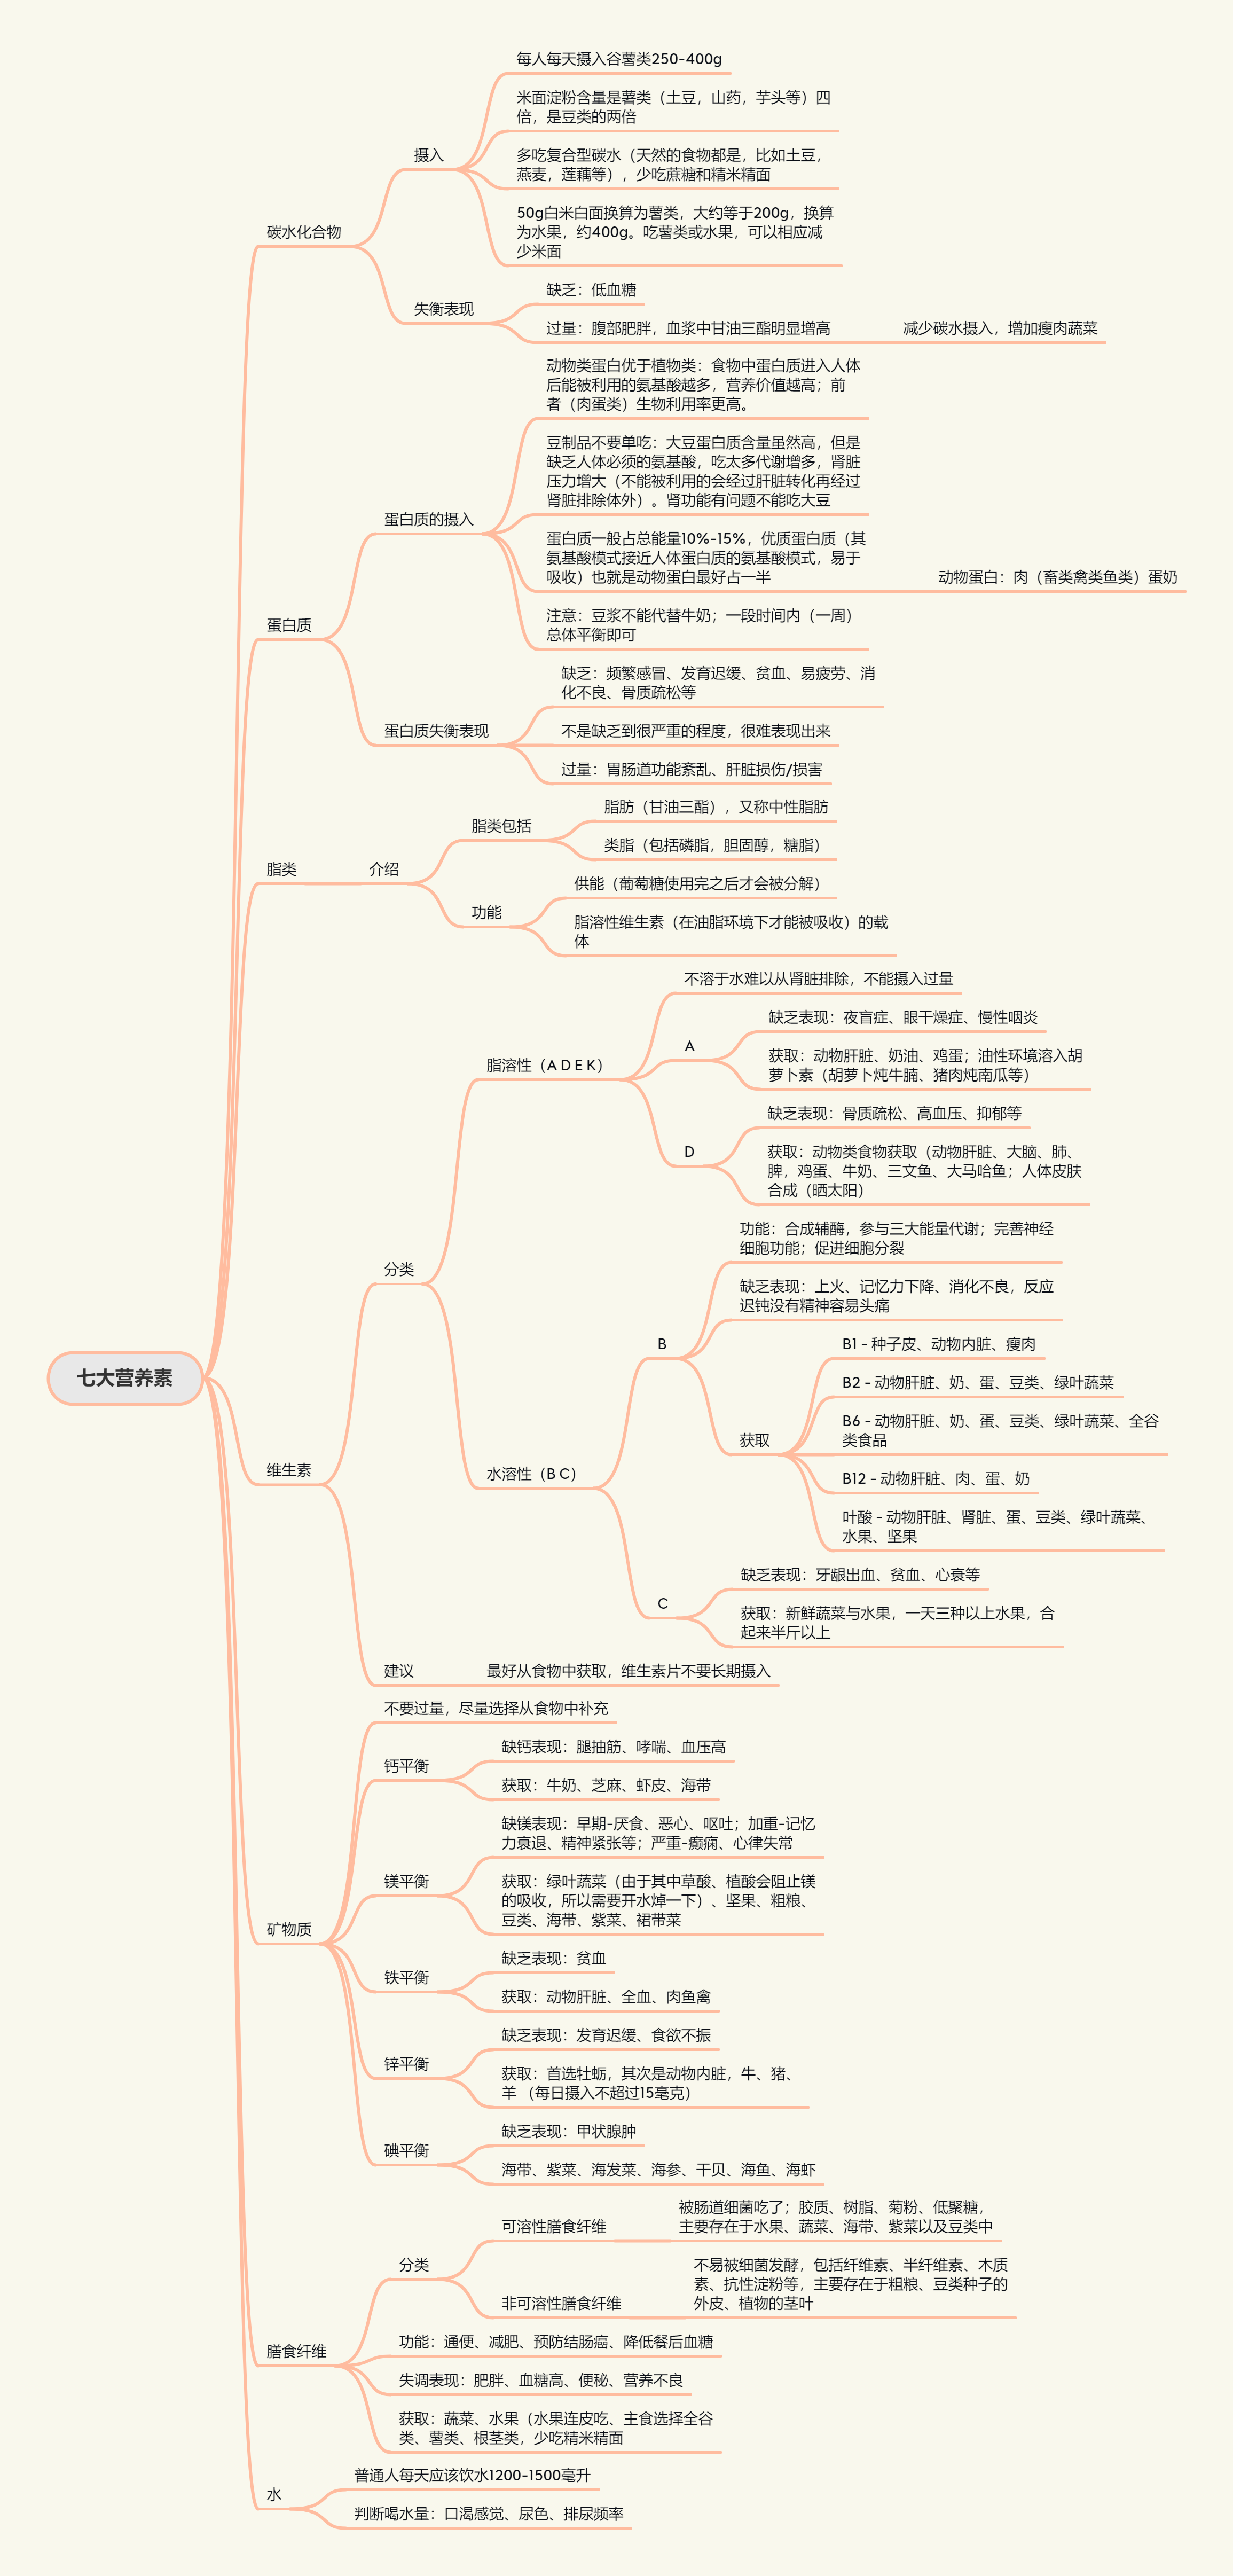 七大营养素
碳水化合物
摄入
每人每天摄入谷薯类250-400g
米面淀粉含量是薯类（土豆，山药，芋头等）四
倍，是豆类的两倍
多吃复合型碳水（天然的食物都是，比如土豆，
燕麦，莲藕等），少吃蔗糖和精米精面
50g白米白面换算为薯类，大约等于200g，换算
为水果，约400g。吃薯类或水果，可以相应减
少米面
失衡表现
缺乏：低血糖
过量：腹部肥胖，血浆中甘油三酯明显增高
减少碳水摄入，增加瘦肉蔬菜
蛋白质
蛋白质的摄入
动物类蛋白优于植物类：食物中蛋白质进入人体
后能被利用的氨基酸越多，营养价值越高；前
者（肉蛋类）生物利用率更高。
豆制品不要单吃：大豆蛋白质含量虽然高，但是
缺乏人体必须的氨基酸，吃太多代谢增多，肾脏
压力增大（不能被利用的会经过肝脏转化再经过
肾脏排除体外）。肾功能有问题不能吃大豆
蛋白质一般占总能量10%-15%，优质蛋白质（其
氨基酸模式接近人体蛋白质的氨基酸模式，易于
吸收）也就是动物蛋白最好占一半
动物蛋白：肉（畜类禽类鱼类）蛋奶
注意：豆浆不能代替牛奶；一段时间内（一周）
总体平衡即可
蛋白质失衡表现
缺乏：频繁感冒、发育迟缓、贫血、易疲劳、消
化不良、骨质疏松等
不是缺乏到很严重的程度，很难表现出来
过量：胃肠道功能紊乱、肝脏损伤/损害
脂类
介绍
脂类包括
脂肪（甘油三酯），又称中性脂肪
类脂（包括磷脂，胆固醇，糖脂）
功能
供能（葡萄糖使用完之后才会被分解）
脂溶性维生素（在油脂环境下才能被吸收）的载
体
维生素
分类
脂溶性（A D E K）
不溶于水难以从肾脏排除，不能摄入过量
A
缺乏表现：夜盲症、眼干燥症、慢性咽炎
获取：动物肝脏、奶油、鸡蛋；油性环境溶入胡
萝卜素（胡萝卜炖牛腩、猪肉炖南瓜等）
D
缺乏表现：骨质疏松、高血压、抑郁等
获取：动物类食物获取（动物肝脏、大脑、肺、
脾，鸡蛋、牛奶、三文鱼、大马哈鱼；人体皮肤
合成（晒太阳）
水溶性（B C）
B
功能：合成辅酶，参与三大能量代谢；完善神经
细胞功能；促进细胞分裂
缺乏表现：上火、记忆力下降、消化不良，反应
迟钝没有精神容易头痛
获取
B1 - 种子皮、动物内脏、瘦肉
B2 - 动物肝脏、奶、蛋、豆类、绿叶蔬菜
B6 - 动物肝脏、奶、蛋、豆类、绿叶蔬菜、全谷
类食品
B12 - 动物肝脏、肉、蛋、奶
叶酸 - 动物肝脏、肾脏、蛋、豆类、绿叶蔬菜、
水果、坚果
C
缺乏表现：牙龈出血、贫血、心衰等
获取：新鲜蔬菜与水果，一天三种以上水果，合
起来半斤以上
建议
最好从食物中获取，维生素片不要长期摄入
矿物质
不要过量，尽量选择从食物中补充
钙平衡
缺钙表现：腿抽筋、哮喘、血压高
获取：牛奶、芝麻、虾皮、海带
镁平衡
缺镁表现：早期-厌食、恶心、呕吐；加重-记忆
力衰退、精神紧张等；严重-癫痫、心律失常
获取：绿叶蔬菜（由于其中草酸、植酸会阻止镁
的吸收，所以需要开水焯一下）、坚果、粗粮、
豆类、海带、紫菜、裙带菜
铁平衡
缺乏表现：贫血
获取：动物肝脏、全血、肉鱼禽
锌平衡
缺乏表现：发育迟缓、食欲不振
获取：首选牡蛎，其次是动物内脏，牛、猪、
羊 （每日摄入不超过15毫克）
碘平衡
缺乏表现：甲状腺肿
海带、紫菜、海发菜、海参、干贝、海鱼、海虾
膳食纤维
分类
可溶性膳食纤维
被肠道细菌吃了；胶质、树脂、菊粉、低聚糖，
主要存在于水果、蔬菜、海带、紫菜以及豆类中
非可溶性膳食纤维
不易被细菌发酵，包括纤维素、半纤维素、木质
素、抗性淀粉等，主要存在于粗粮、豆类种子的
外皮、植物的茎叶
功能：通便、减肥、预防结肠癌、降低餐后血糖
失调表现：肥胖、血糖高、便秘、营养不良
获取：蔬菜、水果（水果连皮吃、主食选择全谷
类、薯类、根茎类，少吃精米精面
水
普通人每天应该饮水1200-1500毫升
判断喝水量：口渴感觉、尿色、排尿频率